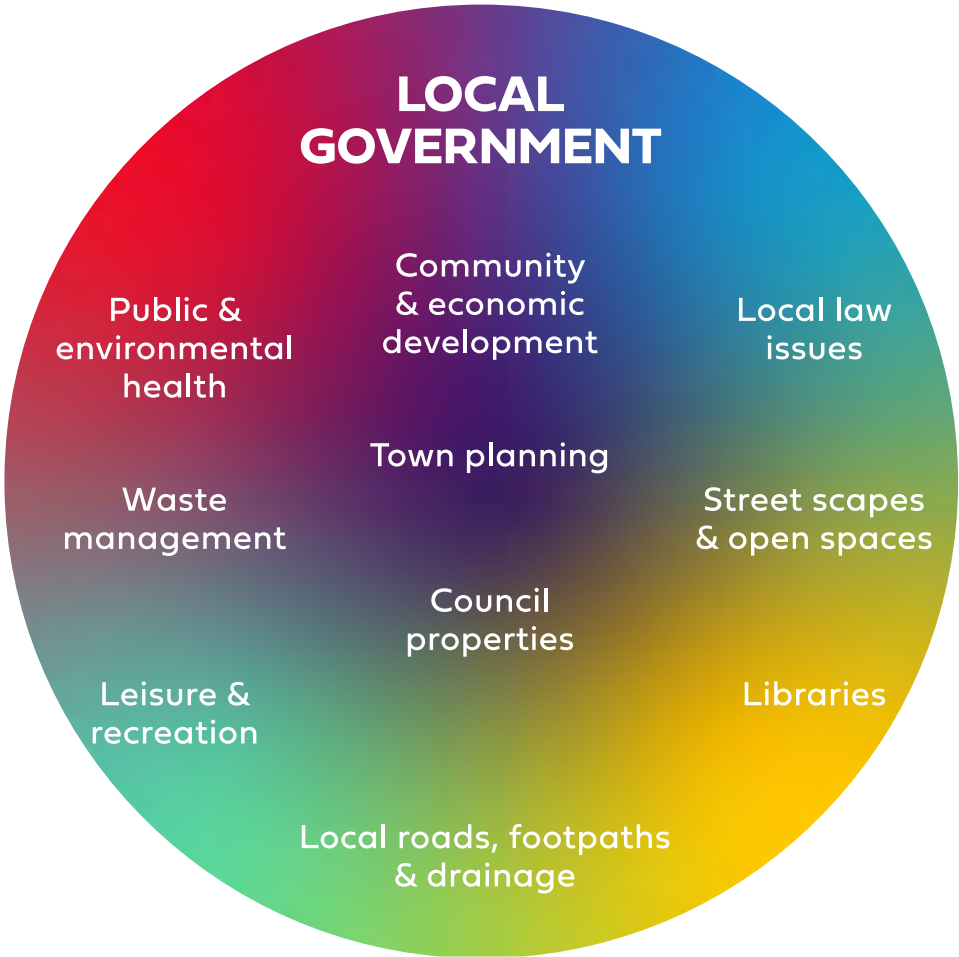 LOCAL
GOVERNMENT
Community
& economic
development
Public &
environmental
health
Local law
issues
Town planning
Waste
management
Street scapes
& open spaces
Council
properties
Leisure &
recreation
Libraries
Local roads, footpaths
& drainage